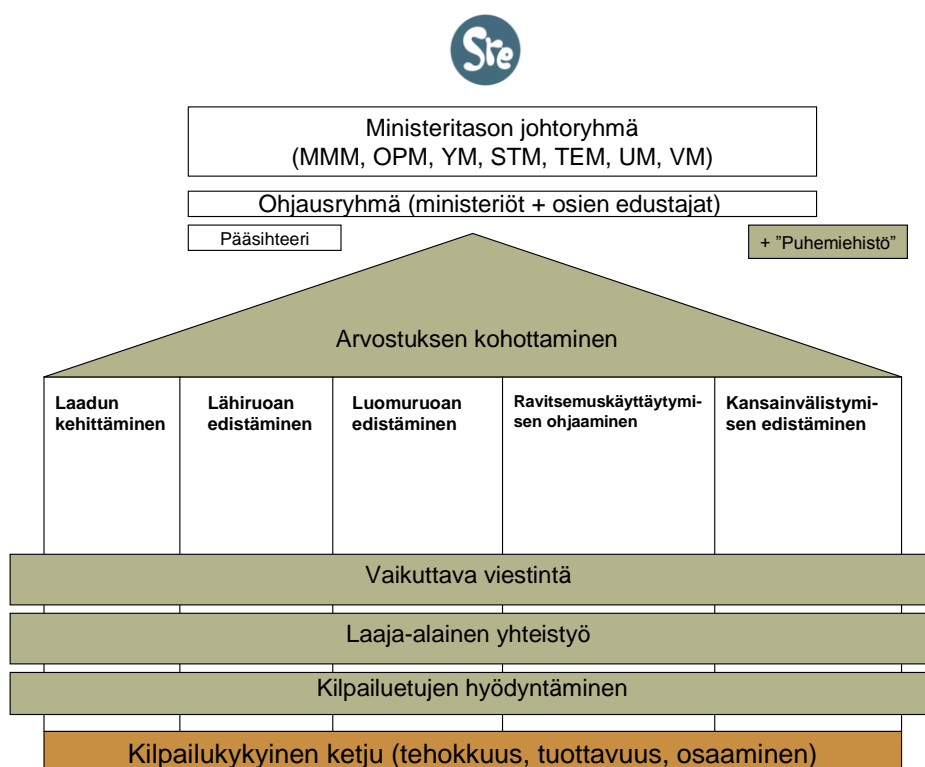 Sre
Ministeritason johtoryhmä
(MMM, OPM, YM, STM, TEM, UM, VM)
Ohjausryhmä (ministeriöt + osien edustajat)
Pääsihteeri
+ ”Puhemiehistö”
Arvostuksen kohottaminen
Laadun
kehittäminen
Lähiruoan
edistäminen
Luomuruoan
edistäminen
Ravitsemuskäyttäytymi-
sen ohjaaminen
Kansainvälistymi-
sen edistäminen
Vaikuttava viestintä
Laaja-alainen yhteistyö
Kilpailuetujen hyödyntäminen
Kilpailukykyinen ketju (tehokkuus, tuottavuus, osaaminen)